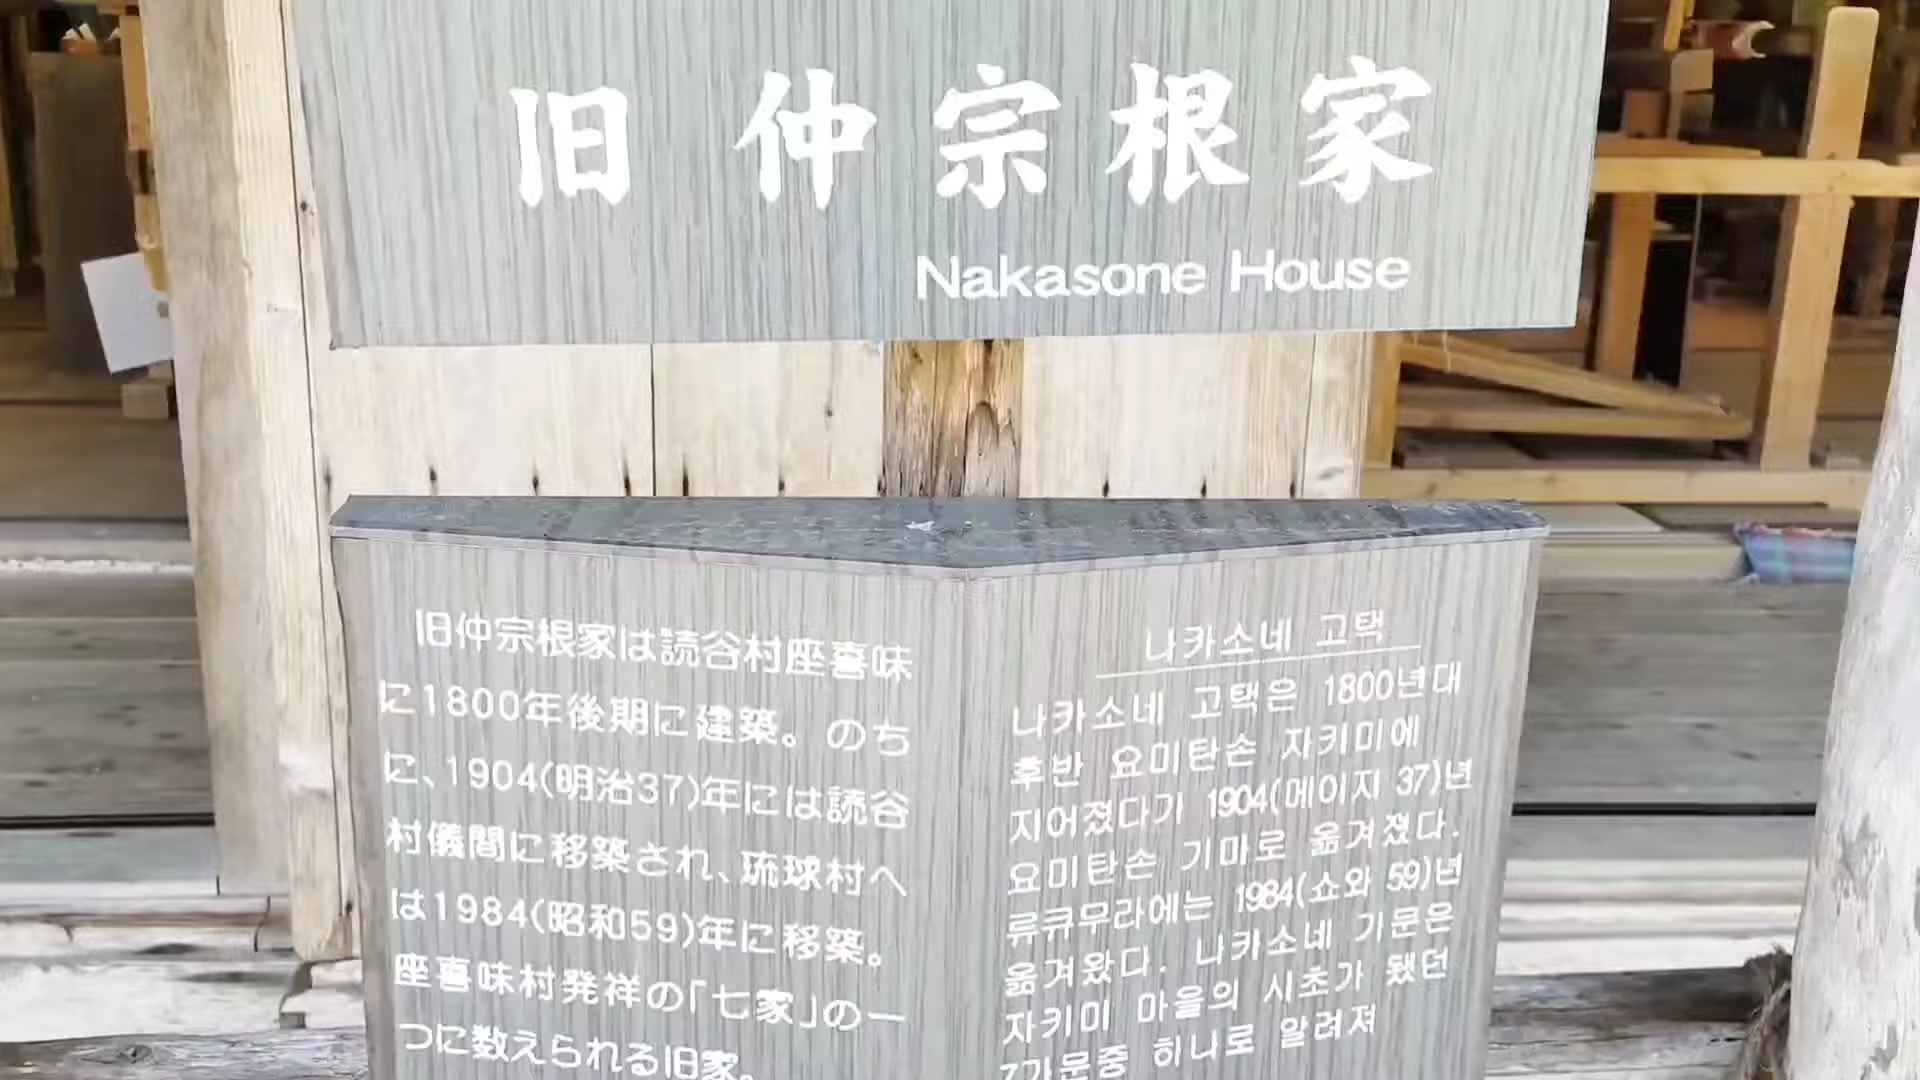 旧 仲宗根家
Nakasone House
旧仲宗根家は読谷村座喜味
に1800年後期に建築。のち
に、1904(明治37)年には読谷
村儀間に移築され、琉球村へ
は1984(昭和59)年に移築。
座喜味村発祥の「七家」の一
つに数えられる旧家。
나카소네 고택
나카소네 고택은 1800년대
후반 요미탄손 자키미에
지어졌다가 1904(메이지 37)년
요미탄손 기마로 옮겨졌다.
류큐무라에는 1984(쇼와 59)년
옮겨왔다. 나카소네 가문은
자키미 마을의 시초가 됐던
7가문중 하나로 알려져